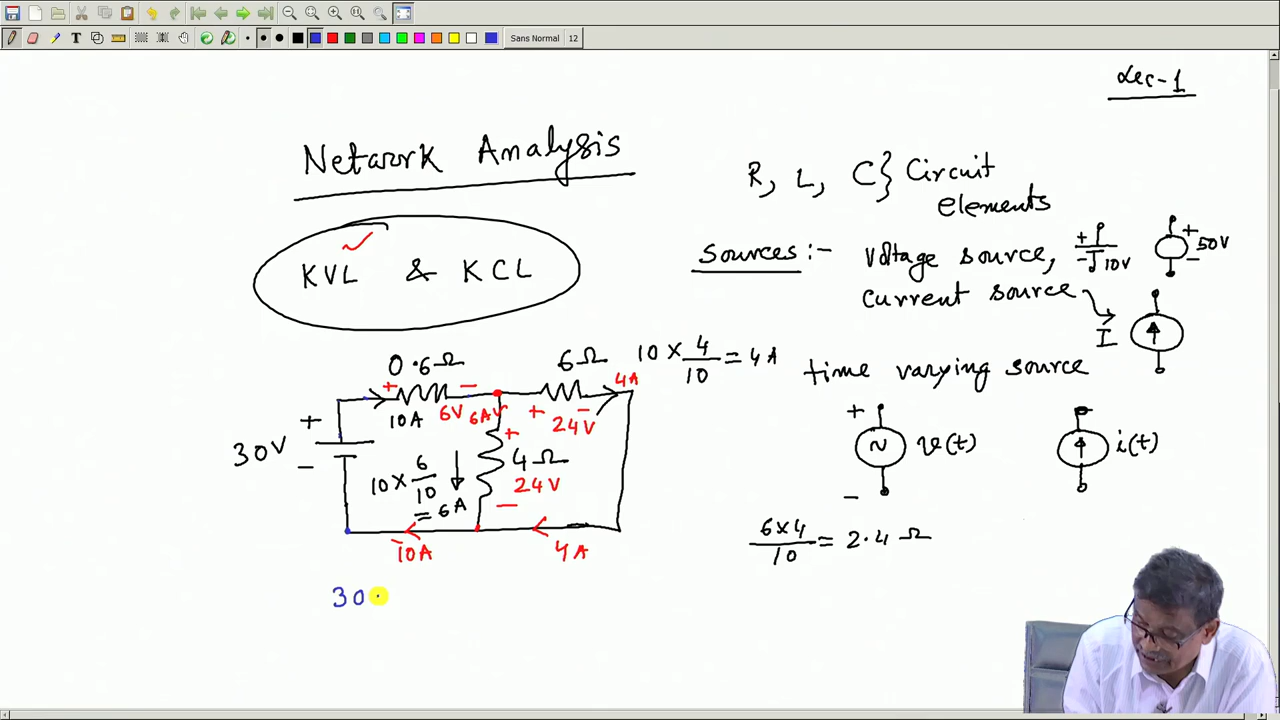 Sans Normal 12
Lec-1
Network Analysis
KVL & KCL
R, L, C } Circuit
elements
Sources :- voltage source, + - 10V + - 50V
current source
I
time varying source
+ - ~ v(t) i(t)
0.6Ω 6Ω 10 × 4/10 = 4A
+ - 4A
10A 6V 6A + - 24V
30V + - + 4Ω
10 × 6/10 24V
= 6A -
10A 4A
6×4/10 = 2.4 Ω
30